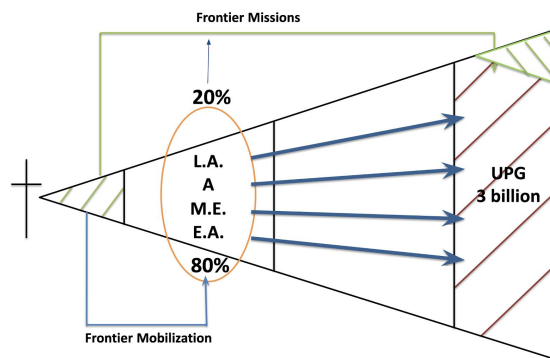 Frontier Missions
20%
L.A.
A
M.E.
E.A.
80%
UPG
3 billion
Frontier Mobilization